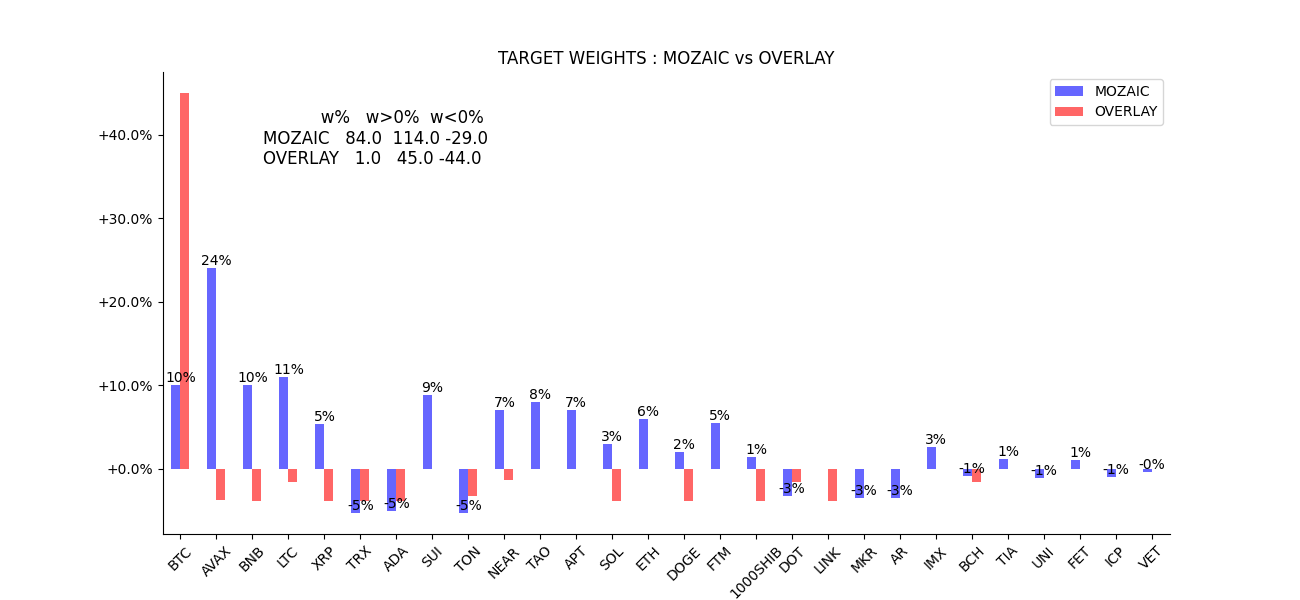 TARGET WEIGHTS : MOZAIC vs OVERLAY
MOZAIC
OVERLAY
w% w>0% w<0%
MOZAIC 84.0 114.0 -29.0
OVERLAY 1.0 45.0 -44.0
+40.0%
+30.0%
+20.0%
+10.0%
+0.0%
10% 24% 10% 11% 5% -5% -5% 9% -5% 7% 8% 7% 3% 6% 2% 5% 1% -3% -3% -3% 3% -1% 1% -1% 1% -1% -0%
BTC AVAX BNB LTC XRP TRX ADA SUI TON NEAR TAO APT SOL ETH DOGE FTM 1000SHIB DOT LINK MKR AR IMX BCH TIA UNI FET ICP VET